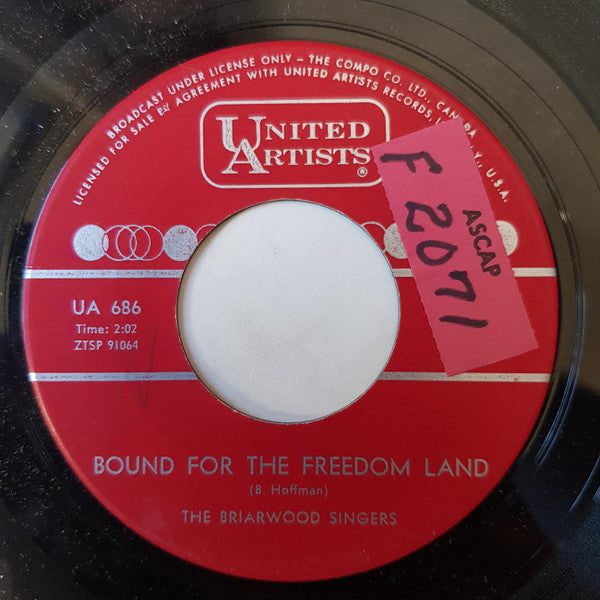 BROADCAST UNDER LICENSE ONLY – THE COMPO CO. LTD., CANADA
LICENSED FOR SALE BY AGREEMENT WITH UNITED ARTISTS RECORDS, Y., U.S.A.
UNITED
ARTISTS®
ASCAP
F 2071
UA 686
Time: 2:02
ZTSP 91064
BOUND FOR THE FREEDOM LAND
(B. Hoffman)
THE BRIARWOOD SINGERS